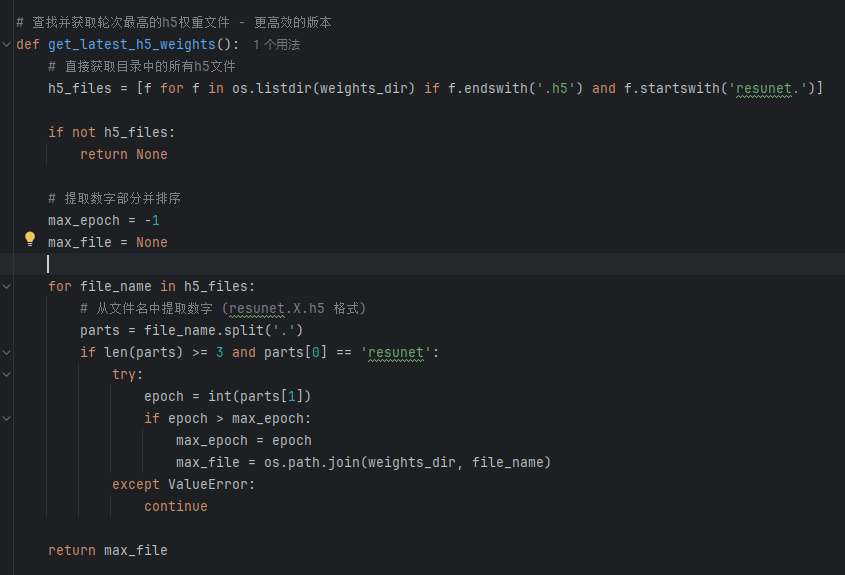 # 查找并获取轮次最高的h5权重文件 - 更高效的版本
def get_latest_h5_weights(): 1 个用法
    # 直接获取目录中的所有h5文件
    h5_files = [f for f in os.listdir(weights_dir) if f.endswith('.h5') and f.startswith('resunet.')]
    if not h5_files:
        return None
    # 提取数字部分并排序
    max_epoch = -1
    max_file = None
    for file_name in h5_files:
        # 从文件名中提取数字 (resunet.X.h5 格式)
        parts = file_name.split('.')
        if len(parts) >= 3 and parts[0] == 'resunet':
            try:
                epoch = int(parts[1])
                if epoch > max_epoch:
                    max_epoch = epoch
                    max_file = os.path.join(weights_dir, file_name)
            except ValueError:
                continue
    return max_file